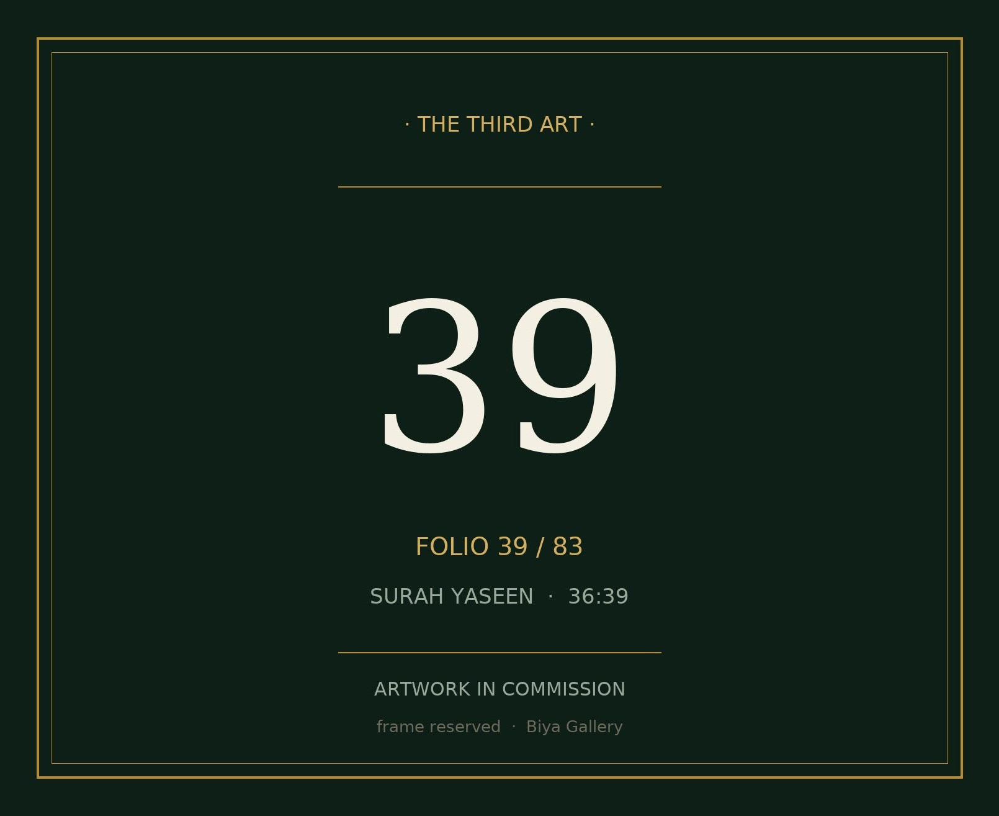 · THE THIRD ART ·
39
FOLIO 39 / 83
SURAH YASEEN · 36:39
ARTWORK IN COMMISSION
frame reserved · Biya Gallery